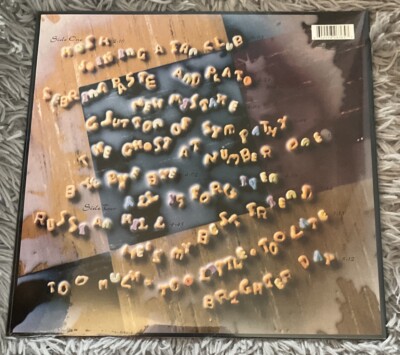 Side One
HUSH
JOINING A FAN CLUB
SEBRINA PASTE AND PLATO
NEW MISTAKE
GLUTTON OF SYMPATHY
THE GHOST AT NUMBER ONE
BYE BYE BYE
Side Two
ALL IS FORGIVEN
RUSSIAN HILL
HE'S MY BEST FRIEND
TOO MUCH · TOO LITTLE · TOO LATE
BRIGHTER DAY